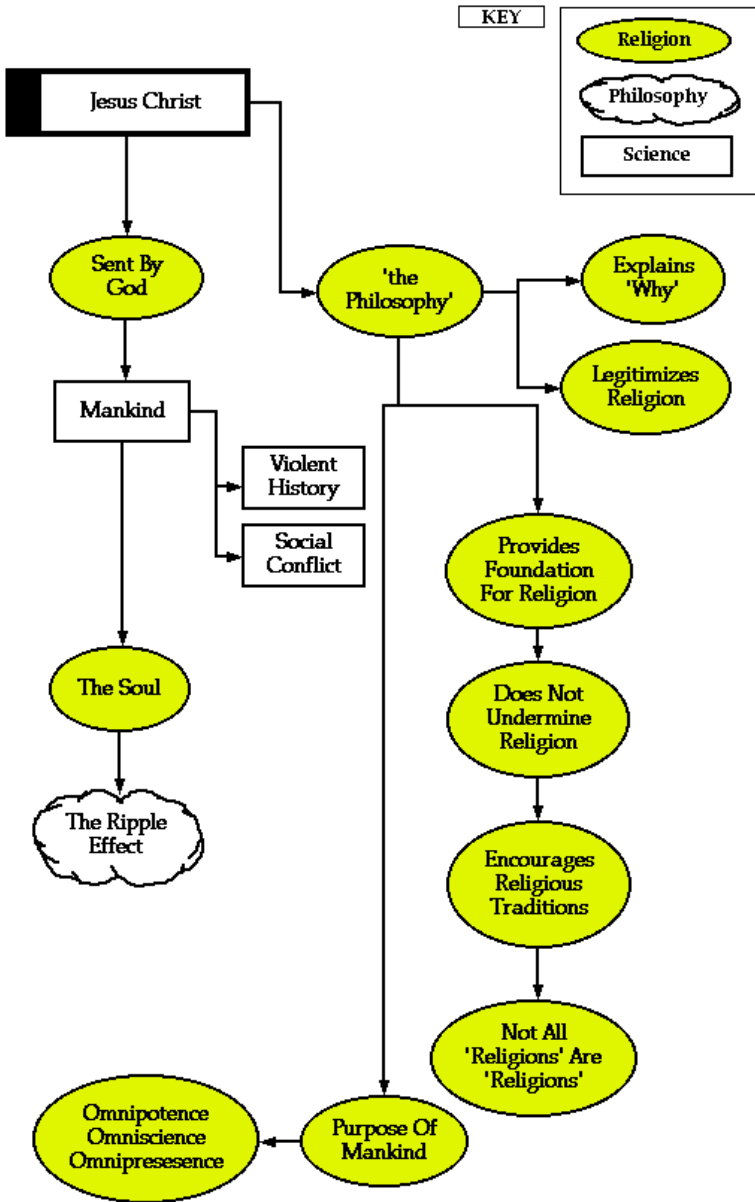 KEY
Religion
Philosophy
Science
Jesus Christ
Sent By
God
'the
Philosophy'
Explains
'Why'
Legitimizes
Religion
Mankind
Violent
History
Social
Conflict
Provides
Foundation
For Religion
The Soul
Does Not
Undermine
Religion
The Ripple
Effect
Encourages
Religious
Traditions
Not All
'Religions' Are
'Religions'
Omnipotence
Omniscience
Omnipresesence
Purpose Of
Mankind